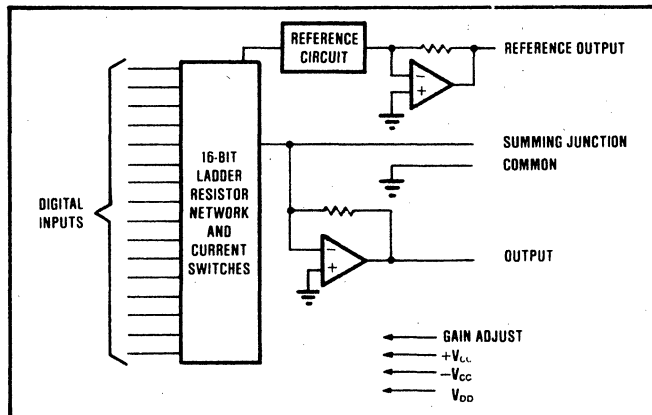 REFERENCE
CIRCUIT
REFERENCE OUTPUT
SUMMING JUNCTION
COMMON
16-BIT
LADDER
RESISTOR
NETWORK
AND
CURRENT
SWITCHES
DIGITAL
INPUTS
OUTPUT
GAIN ADJUST
+VCC
−VCC
VDD